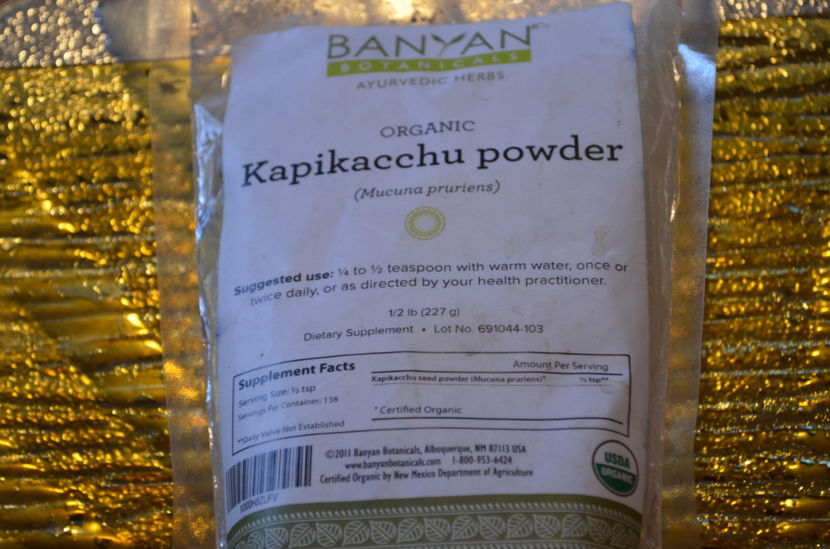 BANYAN
BOTANICALS
AYURVEDIC HERBS
ORGANIC
Kapikacchu powder
(Mucuna pruriens)
Suggested use: ¼ to ½ teaspoon with warm water, once or
twice daily, or as directed by your health practitioner.
1/2 lb (227 g)
Dietary Supplement • Lot No. 691044-103
Supplement Facts
Serving Size: ½ tsp
Servings Per Container: 138
**Daily Value Not Established
Amount Per Serving
Kapikacchu seed powder (Mucuna pruriens)* ½ tsp**
* Certified Organic
©2011 Banyan Botanicals, Albuquerque, NM 87113 USA
www.banyanbotanicals.com 1-800-953-6424
Certified Organic by New Mexico Department of Agriculture
USDA
ORGANIC